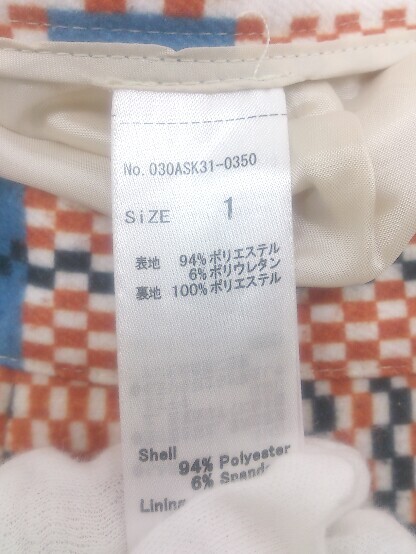 No.030ASK31-0350
SiZE 1
表地 94%ポリエステル
6%ポリウレタン
裏地 100%ポリエステル
Shell
94% Polyester
6%
Lining